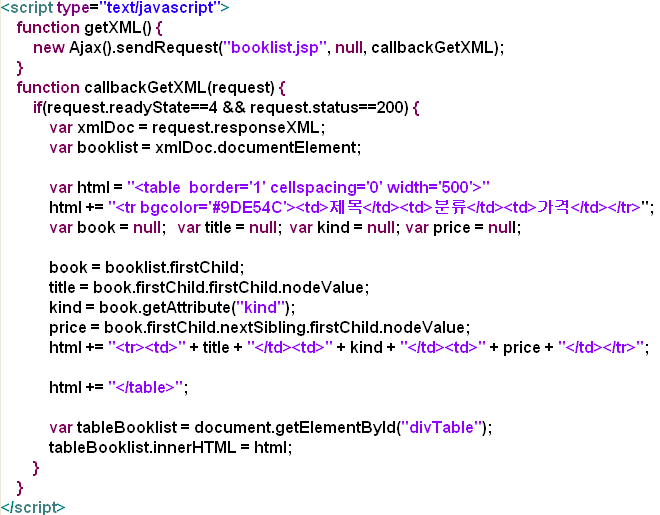 <script type="text/javascript">
function getXML() {
new Ajax().sendRequest("booklist.jsp", null, callbackGetXML);
}
function callbackGetXML(request) {
if(request.readyState==4 && request.status==200) {
var xmlDoc = request.responseXML;
var booklist = xmlDoc.documentElement;
var html = "<table  border='1' cellspacing='0' width='500'>"
html += "<tr bgcolor='#9DE54C'><td>제목</td><td>분류</td><td>가격</td></tr>";
var book = null;  var title = null; var kind = null; var price = null;
book = booklist.firstChild;
title = book.firstChild.firstChild.nodeValue;
kind = book.getAttribute("kind");
price = book.firstChild.nextSibling.firstChild.nodeValue;
html += "<tr><td>" + title + "</td><td>" + kind + "</td><td>" + price + "</td></tr>";
html += "</table>";
var tableBooklist = document.getElementById("divTable");
tableBooklist.innerHTML = html;
}
}
</script>